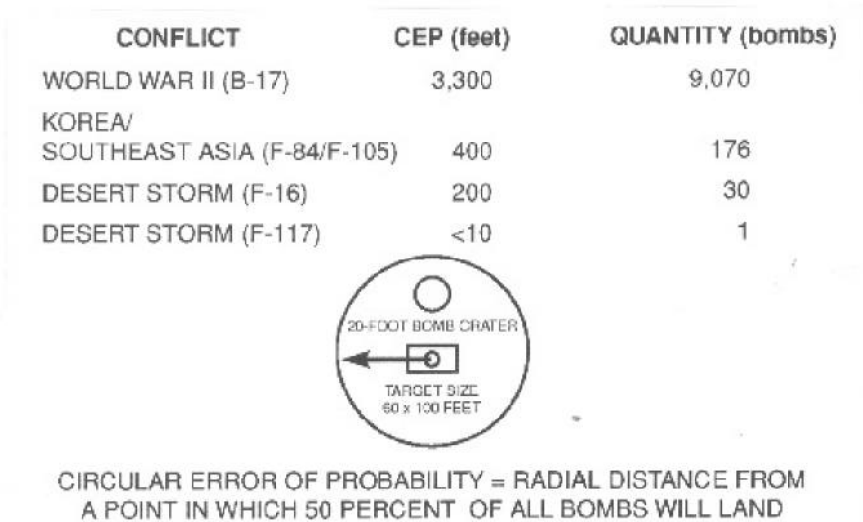 CONFLICT CEP (feet) QUANTITY (bombs)
WORLD WAR II (B-17) 3,300 9,070
KOREA/
SOUTHEAST ASIA (F-84/F-105) 400 176
DESERT STORM (F-16) 200 30
DESERT STORM (F-117) <10 1
20-FOOT BOMB CRATER
TARGET SIZE
60 x 100 FEET
CIRCULAR ERROR OF PROBABILITY = RADIAL DISTANCE FROM
A POINT IN WHICH 50 PERCENT OF ALL BOMBS WILL LAND